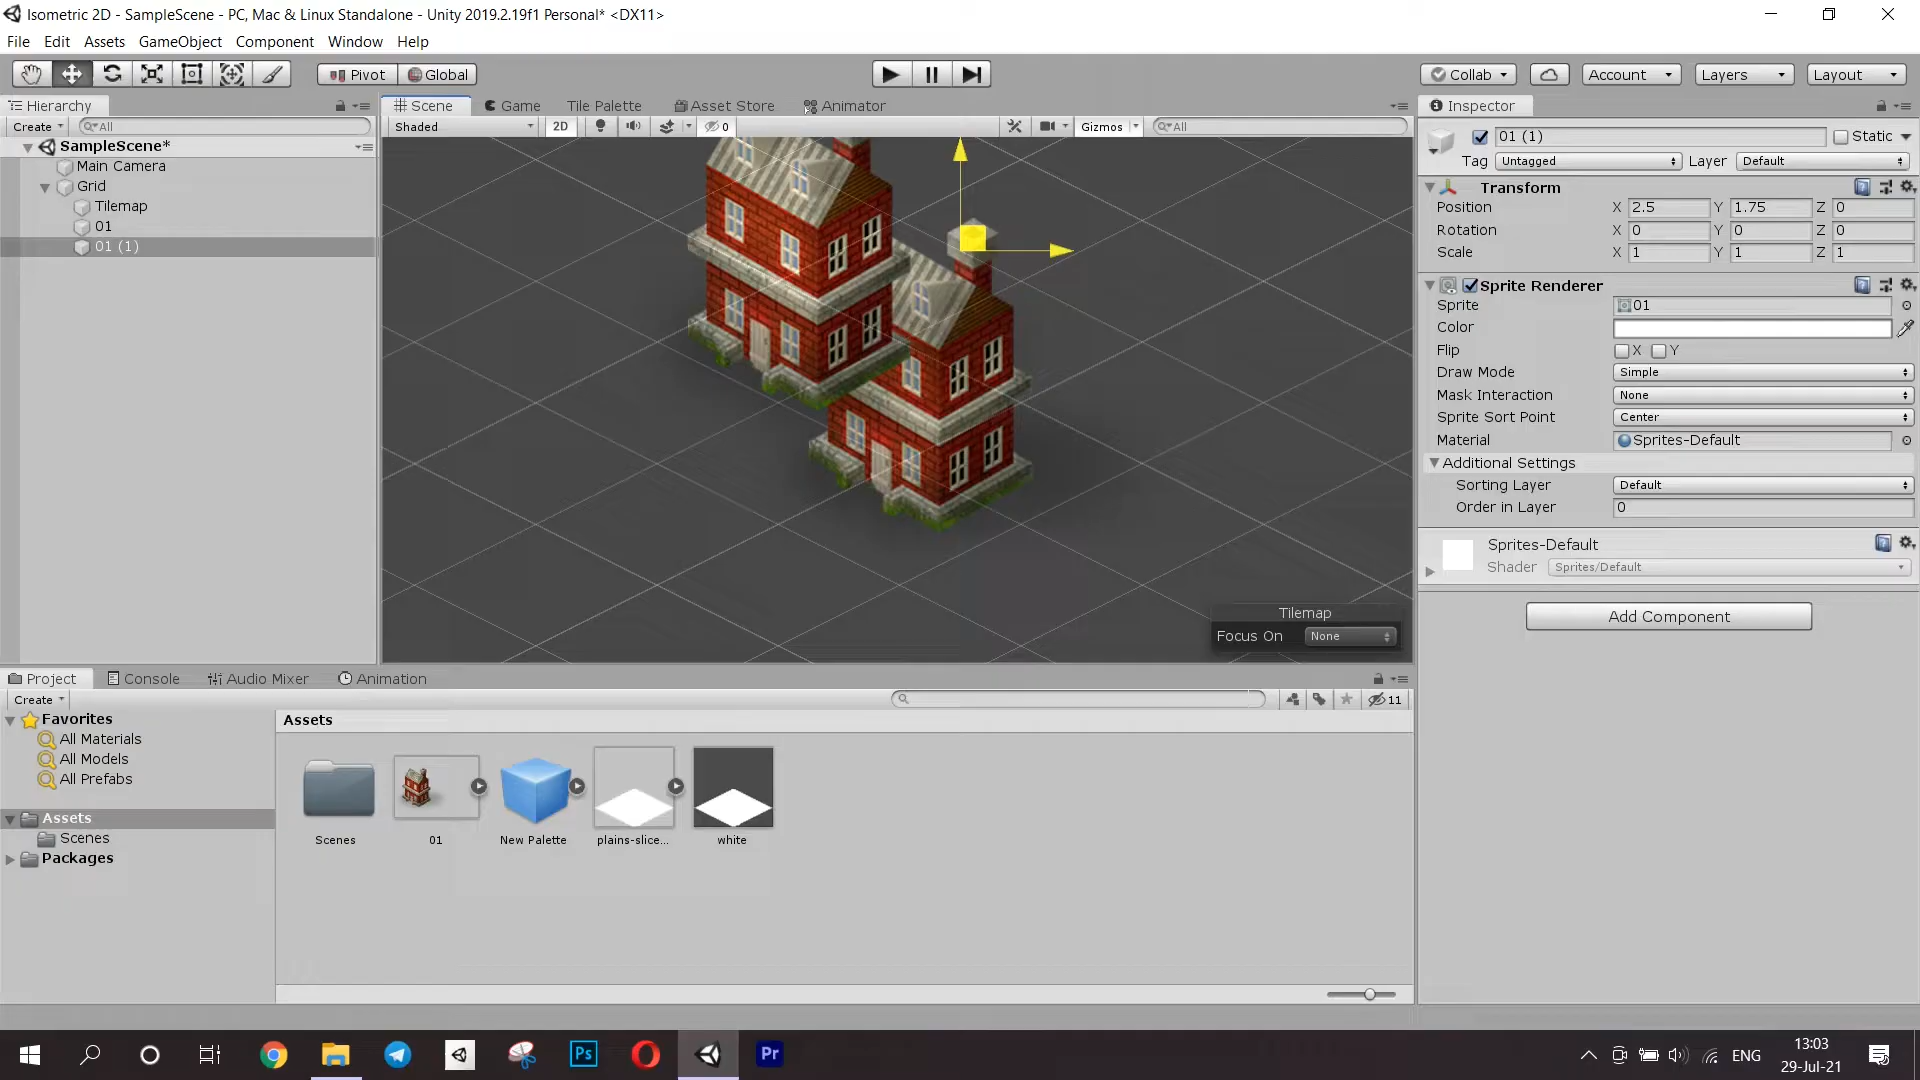 Isometric 2D - SampleScene - PC, Mac & Linux Standalone - Unity 2019.2.19f1 Personal* <DX11>
File Edit Assets GameObject Component Window Help
Pivot Global Collab Account Layers Layout
Hierarchy
Create All
SampleScene*
Main Camera
Grid
Tilemap
01
01 (1)
Scene Game Tile Palette Asset Store Animator
Shaded 2D 0 Gizmos All
Tilemap
Focus On None
Inspector
01 (1) Static
Tag Untagged Layer Default
Transform
Position X 2.5 Y 1.75 Z 0
Rotation X 0 Y 0 Z 0
Scale X 1 Y 1 Z 1
Sprite Renderer
Sprite 01
Color
Flip X Y
Draw Mode Simple
Mask Interaction None
Sprite Sort Point Center
Material Sprites-Default
Additional Settings
Sorting Layer Default
Order in Layer 0
Sprites-Default
Shader Sprites/Default
Add Component
Project Console Audio Mixer Animation
Create 11
Favorites
All Materials
All Models
All Prefabs
Assets
Scenes
Packages
Assets
Scenes 01 New Palette plains-slice... white
Ps Pr ENG 13:03
29-Jul-21